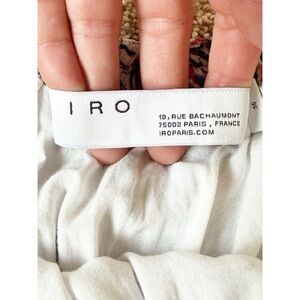 IRO
19, RUE BACHAUMONT
75002 PARIS , FRANCE
IROPARIS.COM